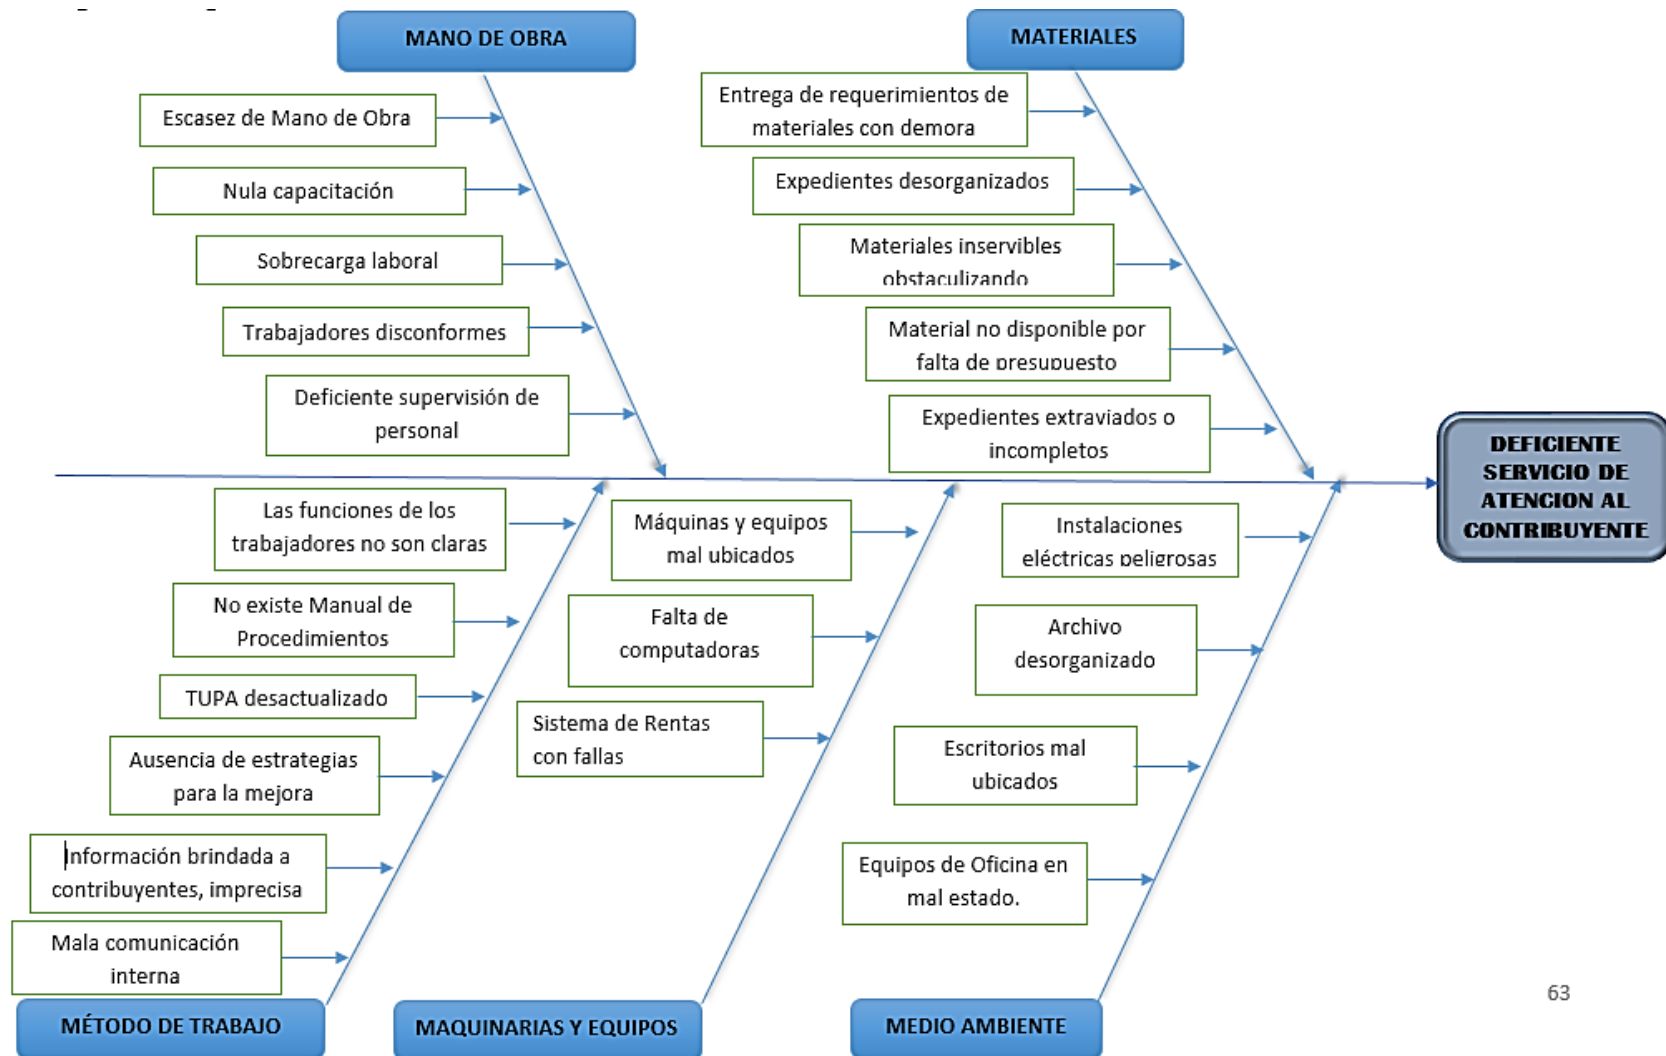 MANO DE OBRA
MATERIALES
Escasez de Mano de Obra
Nula capacitación
Sobrecarga laboral
Trabajadores disconformes
Deficiente supervisión de
personal
Entrega de requerimientos de
materiales con demora
Expedientes desorganizados
Materiales inservibles
obstaculizando
Material no disponible por
falta de presupuesto
Expedientes extraviados o
incompletos
DEFICIENTE
SERVICIO DE
ATENCION AL
CONTRIBUYENTE
Las funciones de los
trabajadores no son claras
No existe Manual de
Procedimientos
TUPA desactualizado
Ausencia de estrategias
para la mejora
Información brindada a
contribuyentes, imprecisa
Mala comunicación
interna
Máquinas y equipos
mal ubicados
Falta de
computadoras
Sistema de Rentas
con fallas
Instalaciones
eléctricas peligrosas
Archivo
desorganizado
Escritorios mal
ubicados
Equipos de Oficina en
mal estado.
MÉTODO DE TRABAJO
MAQUINARIAS Y EQUIPOS
MEDIO AMBIENTE
63